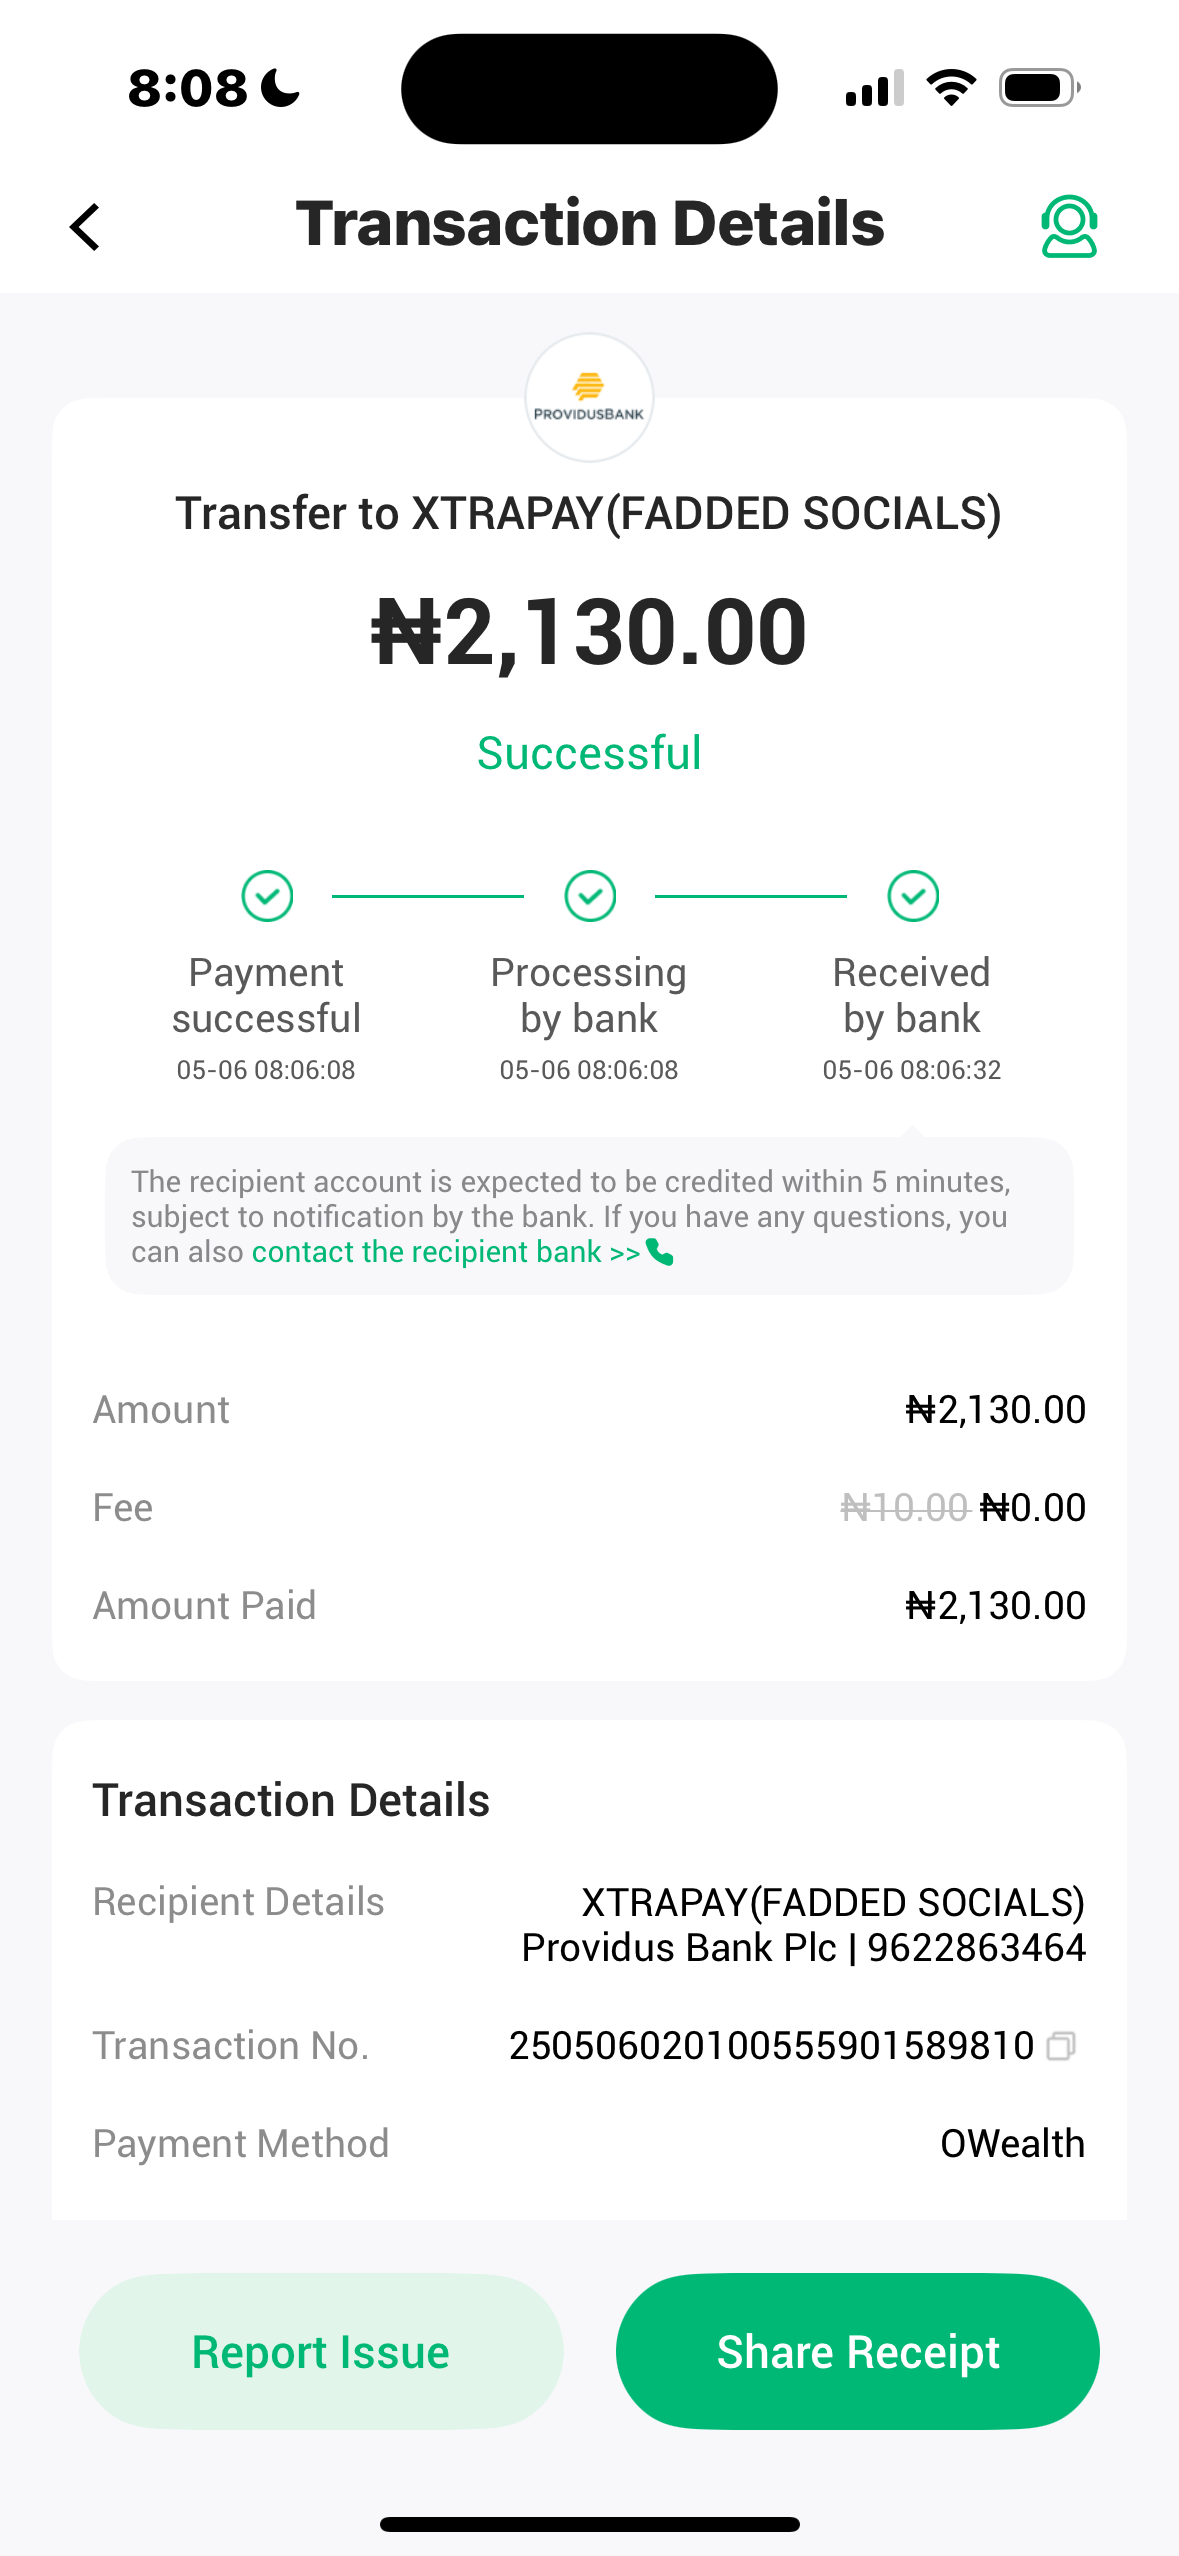 8:08
Transaction Details
PROVIDUSBANK
Transfer to XTRAPAY(FADDED SOCIALS)
₦2,130.00
Successful
Payment successful
05-06 08:06:08
Processing by bank
05-06 08:06:08
Received by bank
05-06 08:06:32
The recipient account is expected to be credited within 5 minutes,
subject to notification by the bank. If you have any questions, you
can also contact the recipient bank >>
Amount ₦2,130.00
Fee ₦10.00 ₦0.00
Amount Paid ₦2,130.00
Transaction Details
Recipient Details XTRAPAY(FADDED SOCIALS)
Providus Bank Plc | 9622863464
Transaction No. 250506020100555901589810
Payment Method OWealth
Report Issue
Share Receipt